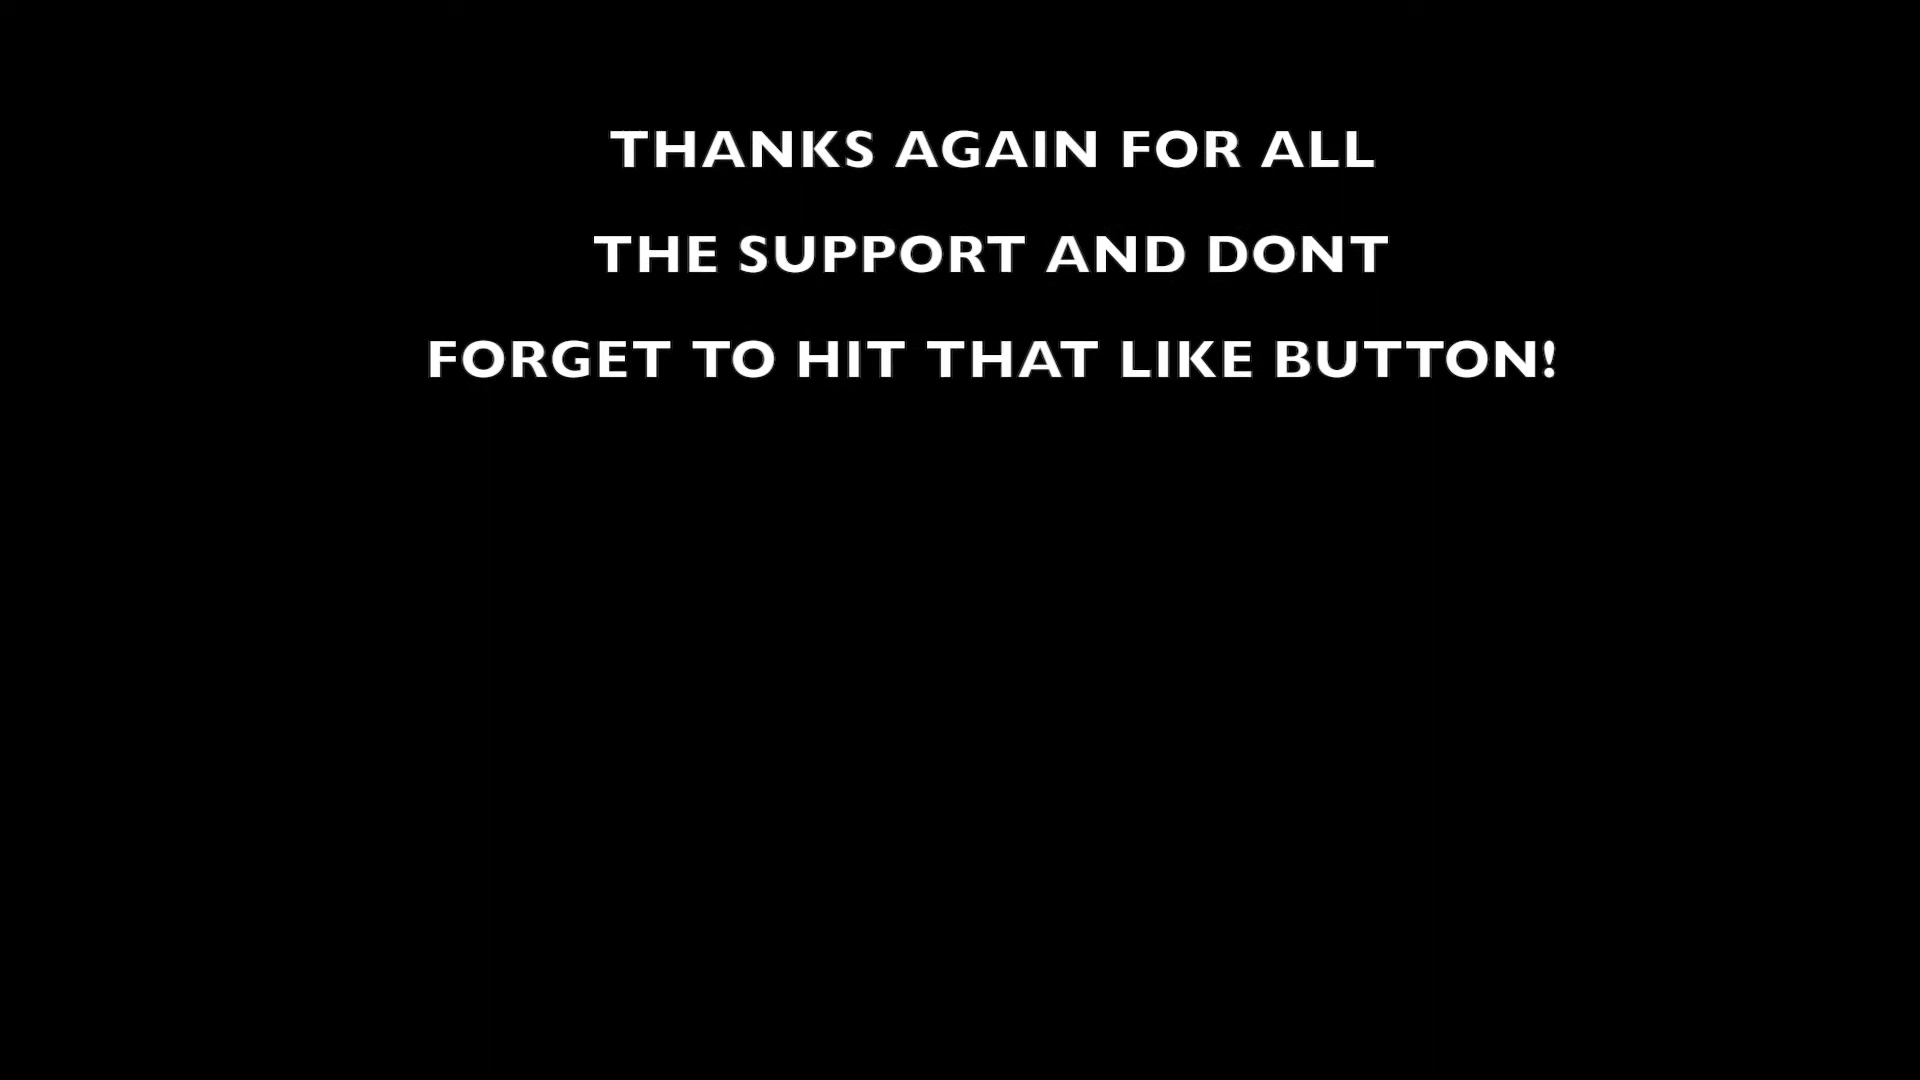 THANKS AGAIN FOR ALL
THE SUPPORT AND DONT
FORGET TO HIT THAT LIKE BUTTON!